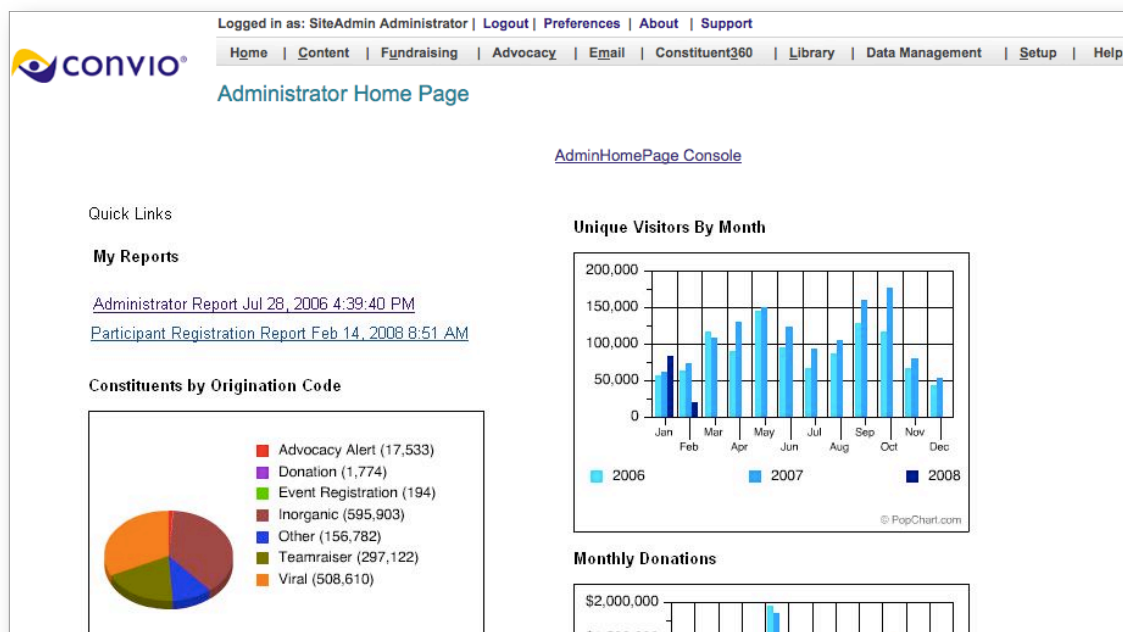 Logged in as: SiteAdmin Administrator | Logout | Preferences | About | Support
CONVIO®
Home | Content | Fundraising | Advocacy | Email | Constituent360 | Library | Data Management | Setup | Help
Administrator Home Page
AdminHomePage Console
Quick Links
My Reports
Administrator Report Jul 28, 2006 4:39:40 PM
Participant Registration Report Feb 14, 2008 8:51 AM
Constituents by Origination Code
Advocacy Alert (17,533)
Donation (1,774)
Event Registration (194)
Inorganic (595,903)
Other (156,782)
Teamraiser (297,122)
Viral (508,610)
Unique Visitors By Month
200,000
150,000
100,000
50,000
0
Jan Feb Mar Apr May Jun Jul Aug Sep Oct Nov Dec
2006 2007 2008
© PopChart.com
Monthly Donations
$2,000,000